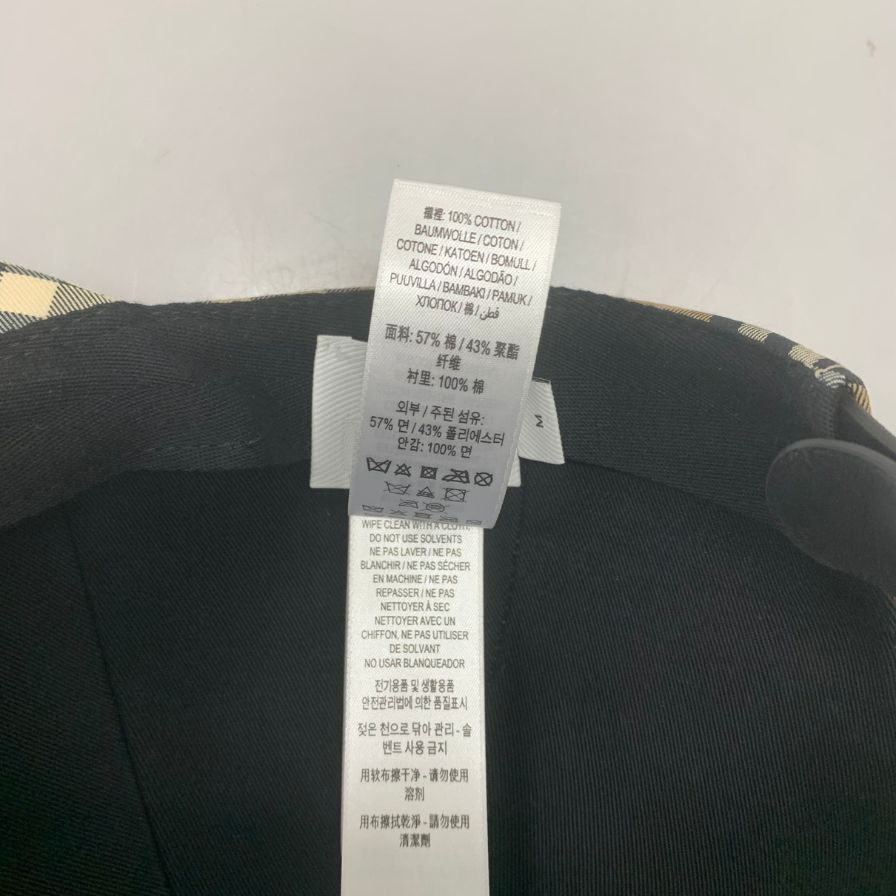 襯裡: 100% COTTON /
BAUMWOLLE / COTON /
COTONE / KATOEN / BOMULL /
ALGODÓN / ALGODÃO /
PUUVILLA / BAMBAKI / PAMUK /
ХЛОПОК / 棉 / قطن
面料: 57% 棉 / 43% 聚酯
纤维
衬里: 100% 棉
외부 / 주된 섬유:
57% 면 / 43% 폴리에스터
안감: 100% 면
M
WIPE CLEAN WITH A CLOTH,
DO NOT USE SOLVENTS
NE PAS LAVER / NE PAS
BLANCHIR / NE PAS SÉCHER
EN MACHINE / NE PAS
REPASSER / NE PAS
NETTOYER À SEC
NETTOYER AVEC UN
CHIFFON, NE PAS UTILISER
DE SOLVANT
NO USAR BLANQUEADOR
전기용품 및 생활용품
안전관리법에 의한 품질표시
젖은 천으로 닦아 관리 - 솔
벤트 사용 금지
用软布擦干净 - 请勿使用
溶剂
用布擦拭乾淨 - 請勿使用
清潔劑